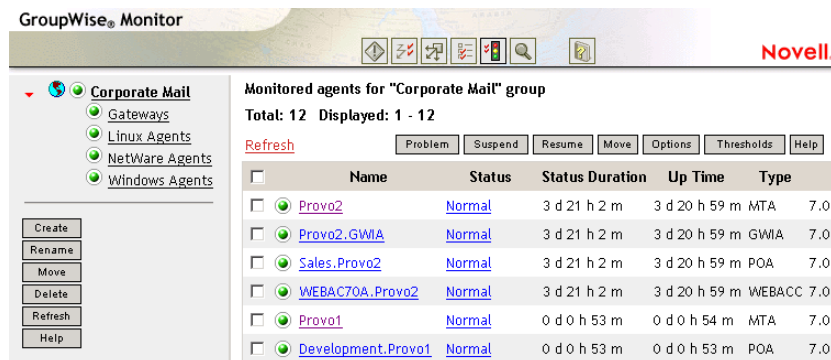 GroupWise® Monitor
Novell.
Corporate Mail
Gateways
Linux Agents
NetWare Agents
Windows Agents
Create
Rename
Move
Delete
Refresh
Help
Monitored agents for "Corporate Mail" group
Total: 12 Displayed: 1 - 12
Refresh Problem Suspend Resume Move Options Thresholds Help
Name Status Status Duration Up Time Type
Provo2 Normal 3 d 21 h 2 m 3 d 20 h 59 m MTA 7.0
Provo2.GWIA Normal 3 d 21 h 2 m 3 d 20 h 59 m GWIA 7.0
Sales.Provo2 Normal 3 d 21 h 2 m 3 d 20 h 59 m POA 7.0
WEBAC70A.Provo2 Normal 3 d 21 h 2 m 3 d 20 h 59 m WEBACC 7.0
Provo1 Normal 0 d 0 h 53 m 0 d 0 h 54 m MTA 7.0
Development.Provo1 Normal 0 d 0 h 53 m 0 d 0 h 53 m POA 7.0